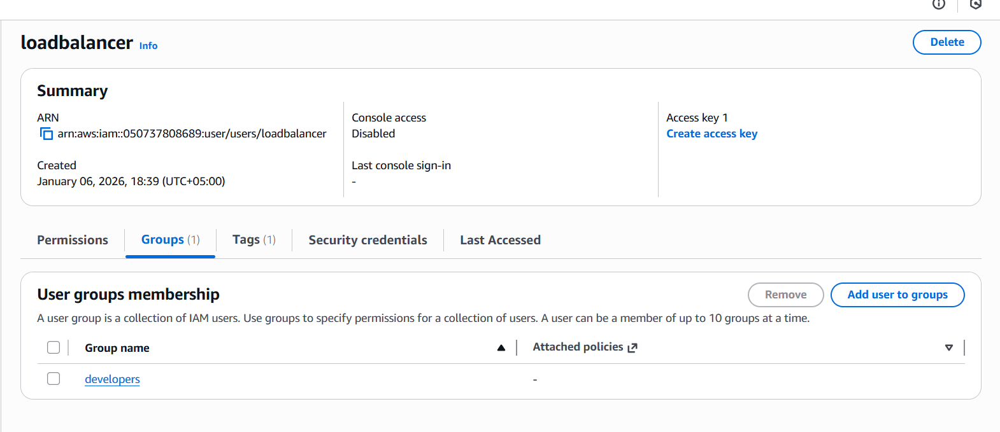 loadbalancer Info
Delete
Summary
ARN
arn:aws:iam::050737808689:user/users/loadbalancer
Created
January 06, 2026, 18:39 (UTC+05:00)
Console access
Disabled
Last console sign-in
-
Access key 1
Create access key
Permissions
Groups (1)
Tags (1)
Security credentials
Last Accessed
User groups membership
Remove
Add user to groups
A user group is a collection of IAM users. Use groups to specify permissions for a collection of users. A user can be a member of up to 10 groups at a time.
Group name
Attached policies
developers
-